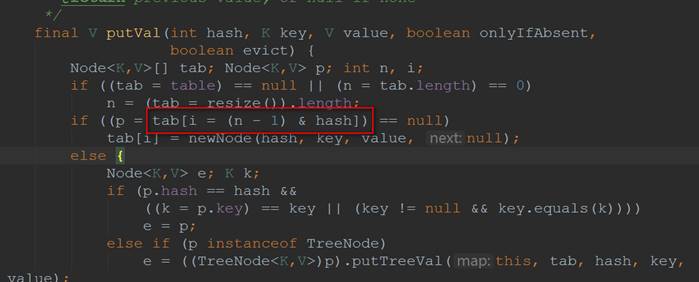 {@return previous value, or null if none
*/
final V putVal(int hash, K key, V value, boolean onlyIfAbsent,
boolean evict) {
Node<K,V>[] tab; Node<K,V> p; int n, i;
if ((tab = table) == null || (n = tab.length) == 0)
n = (tab = resize()).length;
if ((p = tab[i = (n - 1) & hash]) == null)
tab[i] = newNode(hash, key, value, next: null);
else {
Node<K,V> e; K k;
if (p.hash == hash &&
((k = p.key) == key || (key != null && key.equals(k))))
e = p;
else if (p instanceof TreeNode)
e = ((TreeNode<K,V>)p).putTreeVal( map: this, tab, hash, key,
value);